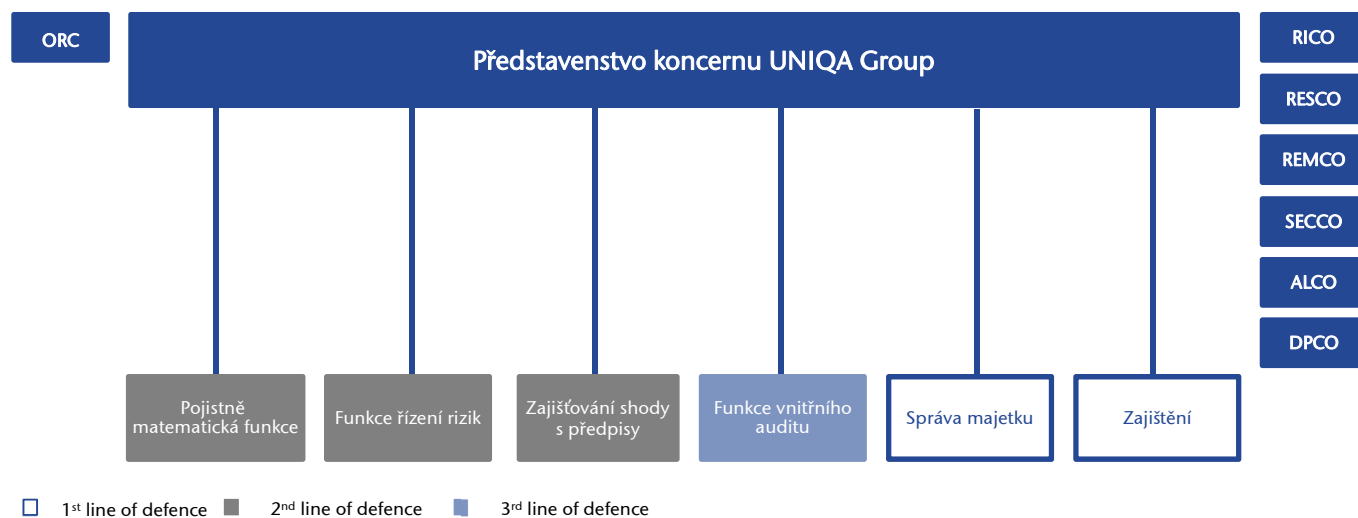 ORC
Představenstvo koncernu UNIQA Group
RICO
RESCO
REMCO
SECCO
ALCO
DPCO
Pojistně
matematická funkce
Funkce řízení rizik
Zajišťování shody
s předpisy
Funkce vnitřního
auditu
Správa majetku
Zajištění
1st line of defence
2nd line of defence
3rd line of defence